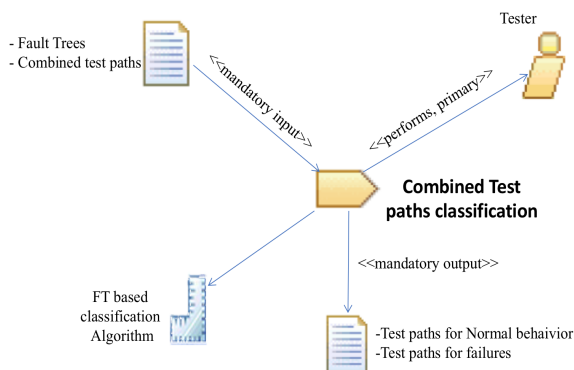 Tester
- Fault Trees
- Combined test paths
<<mandatory input>>
<<performs, primary>>
Combined Test
paths classification
<<mandatory output>>
FT based
classification
Algorithm
-Test paths for Normal behaivior
-Test paths for failures